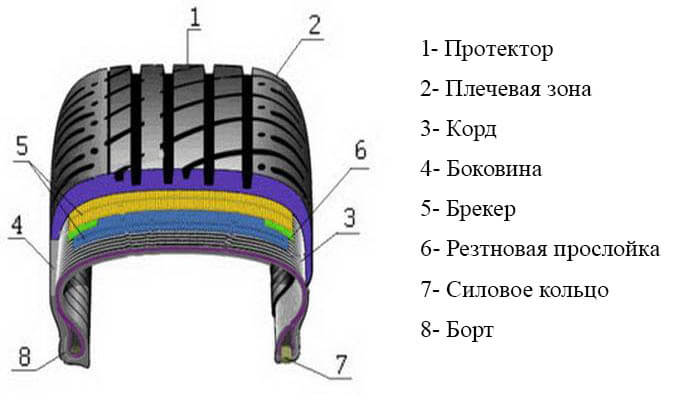 1
2
5
6
4
3
8
7
1- Протектор
2- Плечевая зона
3- Корд
4- Боковина
5- Брекер
6- Резтновая прослойка
7- Силовое кольцо
8- Борт